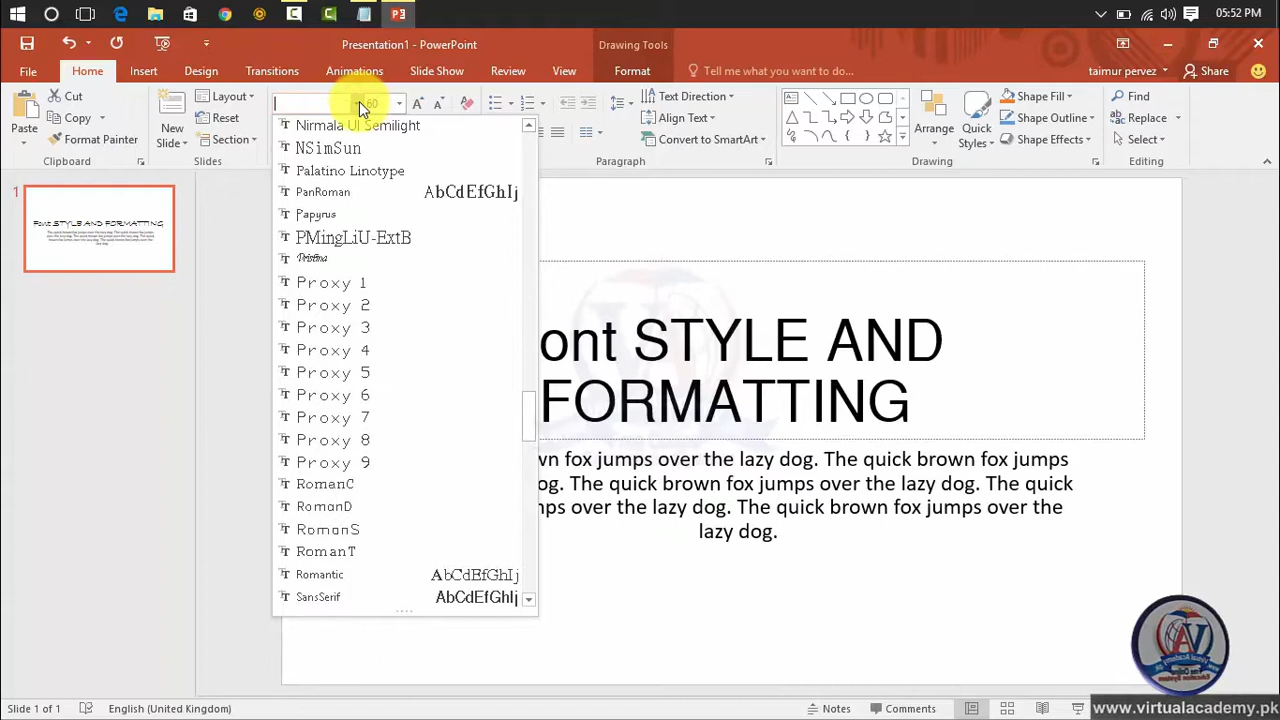 05:52 PM
Presentation1 - PowerPoint
Drawing Tools
File Home Insert Design Transitions Animations Slide Show Review View Format Tell me what you want to do... taimur pervez Share
Paste
Cut
Copy
Format Painter
Clipboard
New
Slide
Layout
Reset
Section
Slides
60
Text Direction
Align Text
Convert to SmartArt
Paragraph
Arrange
Quick
Styles
Shape Fill
Shape Outline
Shape Effects
Drawing
Find
Replace
Select
Editing
Nirmala UI Semilight
NSimSun
Palatino Linotype
PanRoman AbCdEfGhIj
Papyrus
PMingLiU-ExtB
Pristina
Proxy 1
Proxy 2
Proxy 3
Proxy 4
Proxy 5
Proxy 6
Proxy 7
Proxy 8
Proxy 9
RomanC
RomanD
RomanS
RomanT
Romantic AbCdEfGhIj
SansSerif AbCdEfGhIj
1
Font STYLE AND FORMATTING
ont STYLE AND
FORMATTING
wn fox jumps over the lazy dog. The quick brown fox jumps
og. The quick brown fox jumps over the lazy dog. The quick
ps over the lazy dog. The quick brown fox jumps over the
lazy dog.
Slide 1 of 1 English (United Kingdom) Notes Comments
www.virtualacademy.pk